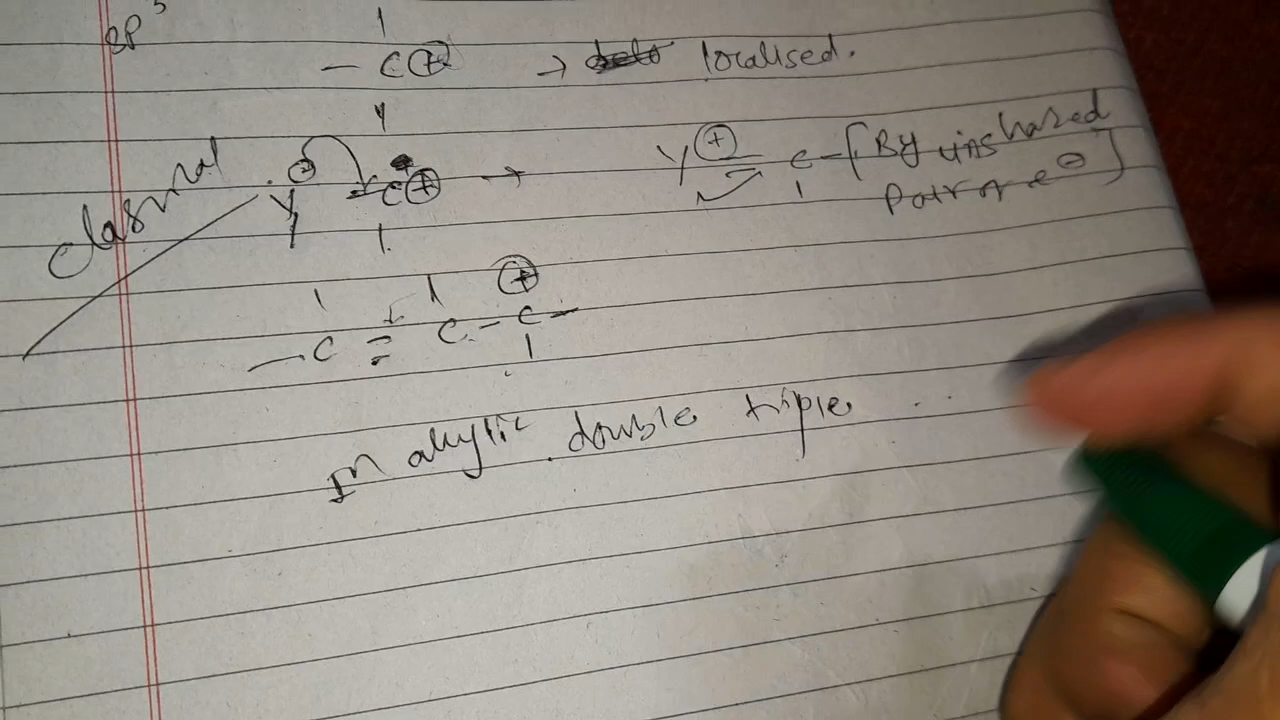 SP3
- C⊕ → localised.
Classical
Y C⊕ → Y⊕ C - [By unshared
Pair of e⊖]
⊕
- C = C - C -
In allylic double triple ...